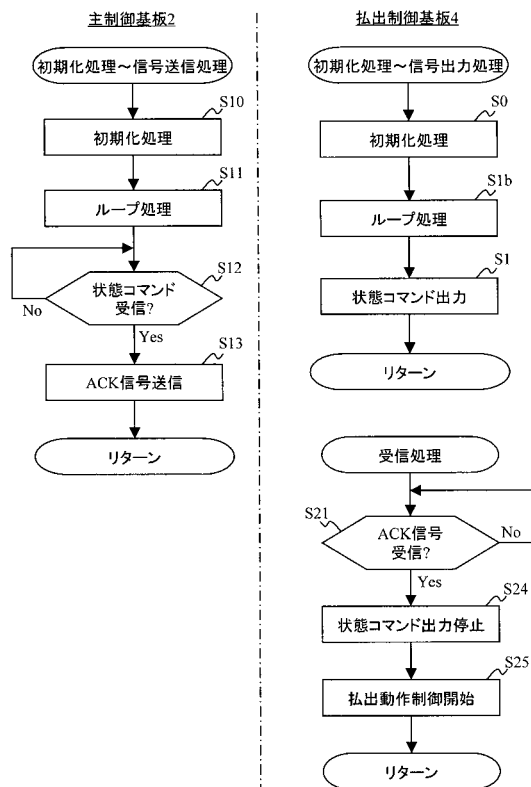 主制御基板2
初期化処理～信号送信処理
S10
初期化処理
S11
ループ処理
S12
状態コマンド
受信?
No
Yes
S13
ACK信号送信
リターン
払出制御基板4
初期化処理～信号出力処理
S0
初期化処理
S1b
ループ処理
S1
状態コマンド出力
リターン
受信処理
S21
ACK信号
受信?
No
Yes
S24
状態コマンド出力停止
S25
払出動作制御開始
リターン